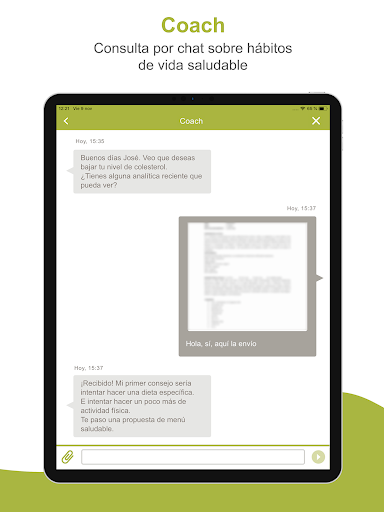 Coach
Consulta por chat sobre hábitos
de vida saludable
12:21 Vie 6 nov.
Coach
Hoy, 15:35
Buenos días José. Veo que deseas
bajar tu nivel de colesterol.
¿Tienes alguna analítica reciente que
pueda ver?
Hoy, 15:37
Hola, sí, aquí la envío
Hoy, 15:37
¡Recibido! Mi primer consejo sería
intentar hacer una dieta específica.
E intentar hacer un poco más de
actividad física.
Te paso una propuesta de menú
saludable.